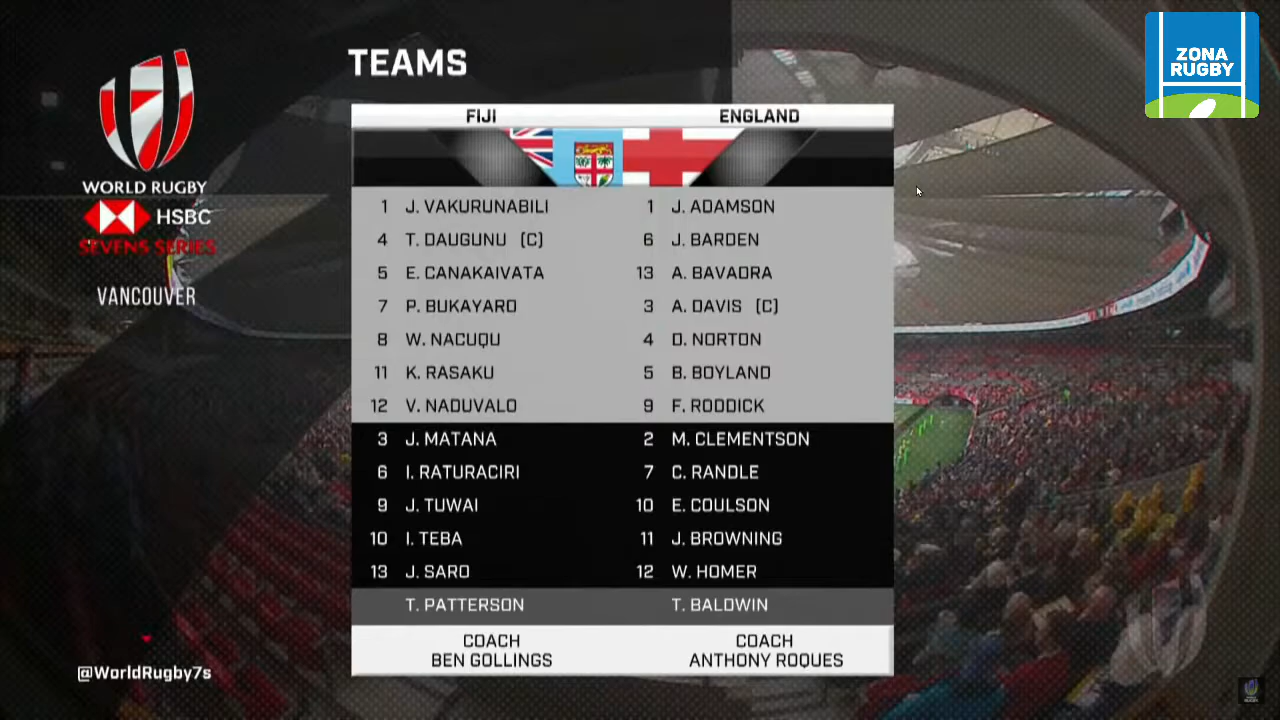 ZONA
RUGBY
TEAMS
FIJI ENGLAND
1 J. VAKURUNABILI 1 J. ADAMSON
4 T. DAUGUNU (C) 6 J. BARDEN
5 E. CANAKAIVATA 13 A. BAVADRA
7 P. BUKAYARO 3 A. DAVIS (C)
8 W. NACUQU 4 D. NORTON
11 K. RASAKU 5 B. BOYLAND
12 V. NADUVALO 9 F. RODDICK
3 J. MATANA 2 M. CLEMENTSON
6 I. RATURACIRI 7 C. RANDLE
9 J. TUWAI 10 E. COULSON
10 I. TEBA 11 J. BROWNING
13 J. SARO 12 W. HOMER
T. PATTERSON T. BALDWIN
COACH COACH
BEN GOLLINGS ANTHONY ROQUES
WORLD RUGBY
HSBC
SEVENS SERIES
VANCOUVER
@WorldRugby7s